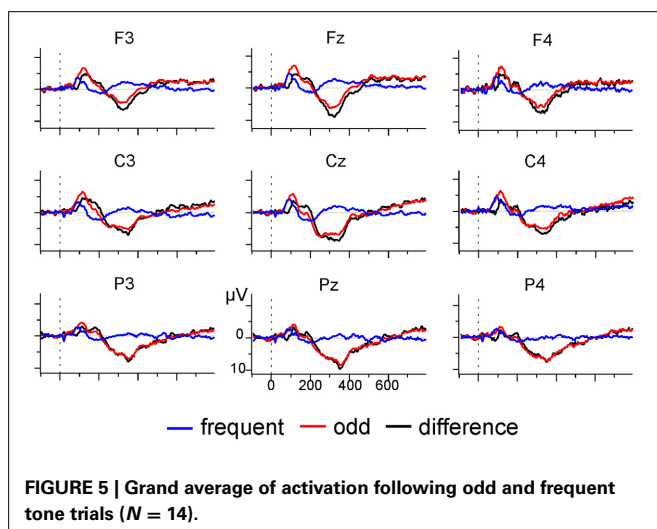 F3 Fz F4
C3 Cz C4
P3 Pz P4
µV
0
10
0 200 400 600
frequent odd difference
FIGURE 5 | Grand average of activation following odd and frequent
tone trials (N = 14).